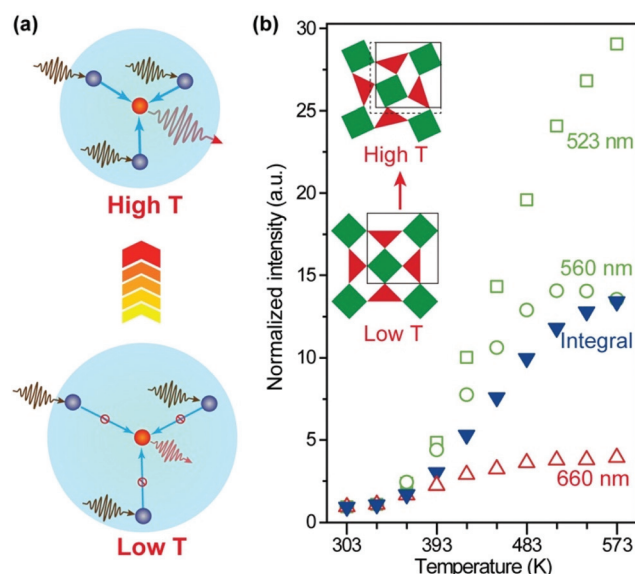 (a)
High T
Low T
(b)
Normalized intensity (a.u.)
30
25
20
15
10
5
0
High T
Low T
523 nm
560 nm
Integral
660 nm
303
393
483
573
Temperature (K)